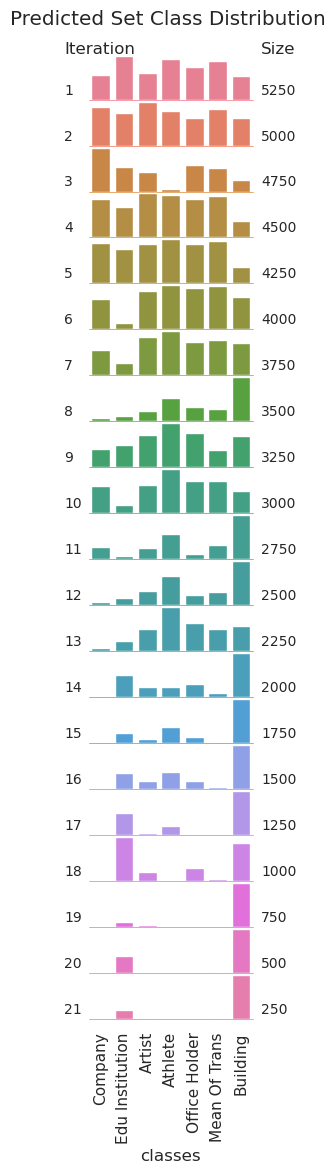 Predicted Set Class Distribution
Iteration Size
1 5250
2 5000
3 4750
4 4500
5 4250
6 4000
7 3750
8 3500
9 3250
10 3000
11 2750
12 2500
13 2250
14 2000
15 1750
16 1500
17 1250
18 1000
19 750
20 500
21 250
Company
Edu Institution
Artist
Athlete
Office Holder
Mean Of Trans
Building
classes